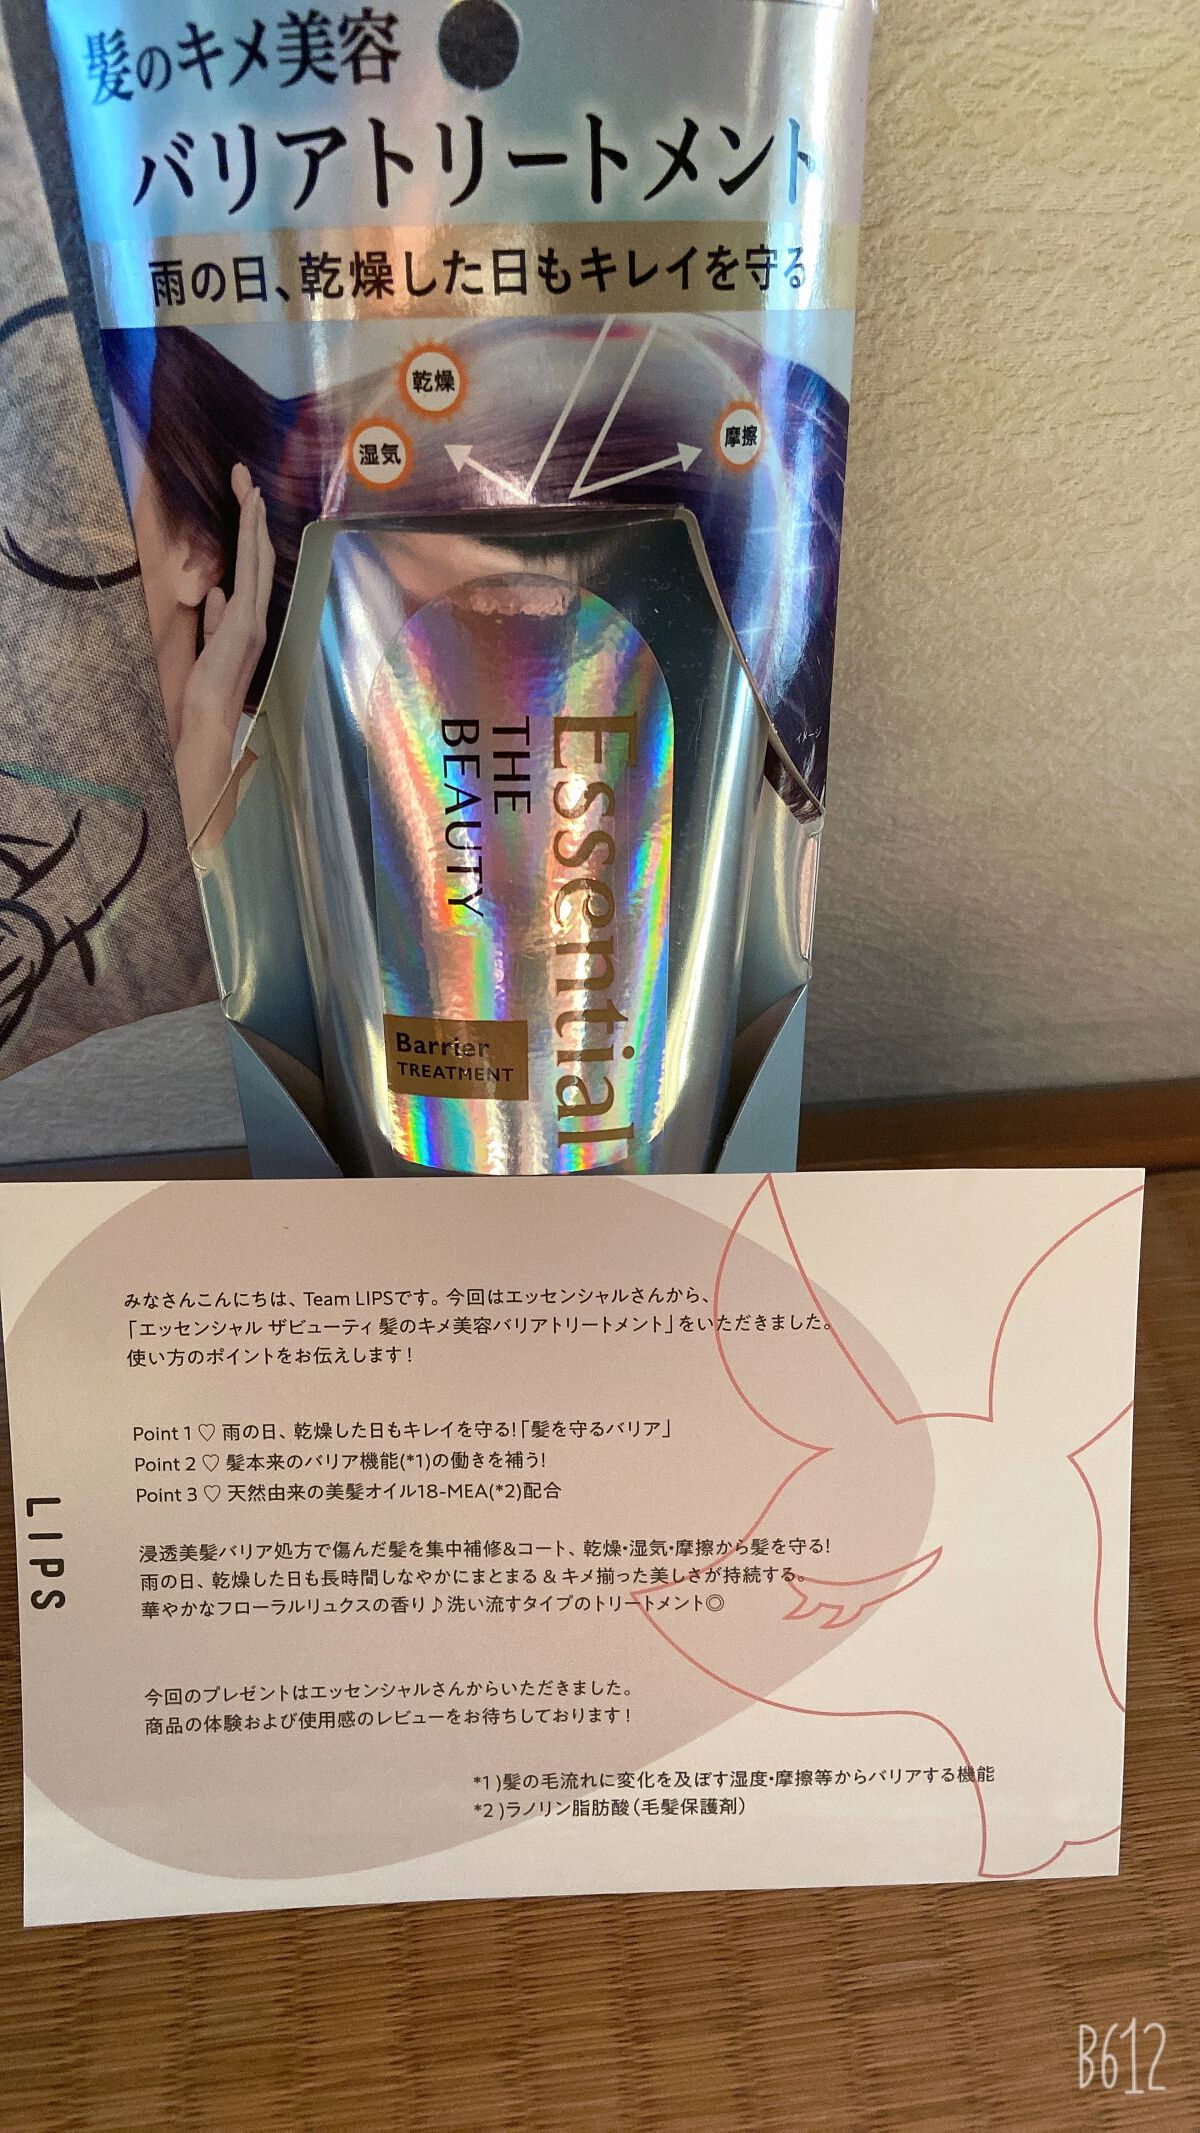 髪のキメ美容
バリアトリートメント
雨の日、乾燥した日もキレイを守る
乾燥
湿気
摩擦
イメージ
Essential
THE
BEAUTY
Barrier
TREATMENT
みなさんこんにちは、Team LIPSです。今回はエッセンシャルさんから、
「エッセンシャル ザビューティ 髪のキメ美容バリアトリートメント」をいただきました。
使い方のポイントをお伝えします!
Point 1 ♡ 雨の日、乾燥した日もキレイを守る!「髪を守るバリア」
Point 2 ♡ 髪本来のバリア機能(*1)の働きを補う!
Point 3 ♡ 天然由来の美髪オイル18-MEA(*2)配合
浸透美髪バリア処方で傷んだ髪を集中補修&コート、乾燥・湿気・摩擦から髪を守る!
雨の日、乾燥した日も長時間しなやかにまとまる & キメ揃った美しさが持続する。
華やかなフローラルリュクスの香り♪洗い流すタイプのトリートメント◎
今回のプレゼントはエッセンシャルさんからいただきました。
商品の体験および使用感のレビューをお待ちしております!
*1)髪の毛流れに変化を及ぼす湿度・摩擦等からバリアする機能
*2)ラノリン脂肪酸(毛髪保護剤)
LIPS
B612